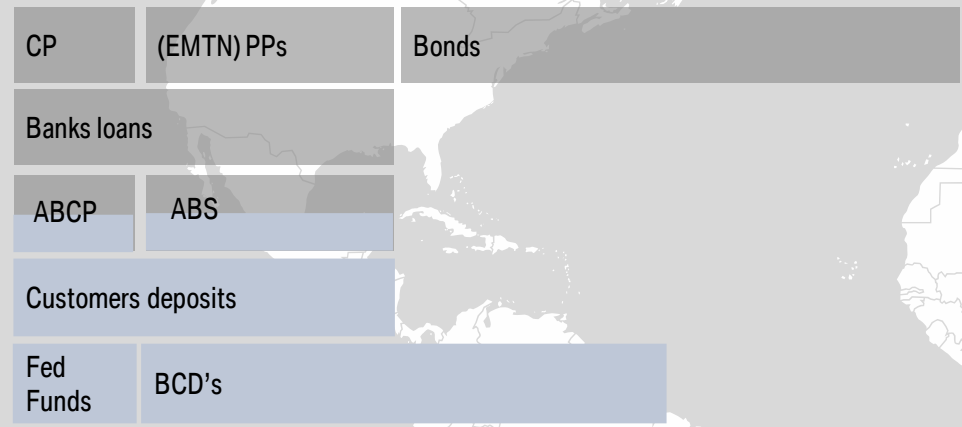 CP
(EMTN) PPs
Bonds
Banks loans
ABCP
ABS
Customers deposits
Fed
Funds
BCD’s